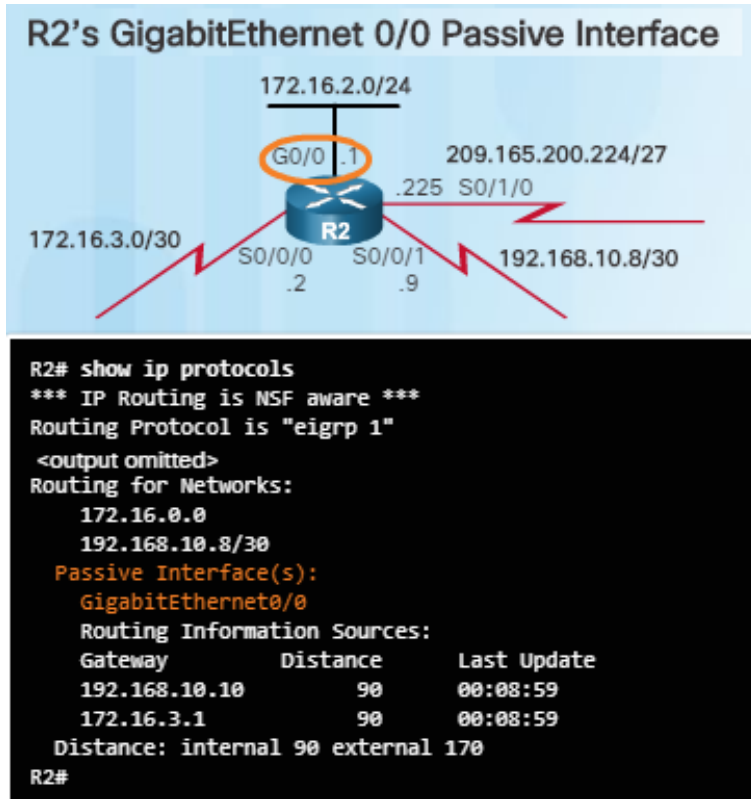 R2's GigabitEthernet 0/0 Passive Interface
172.16.2.0/24
G0/0 .1
209.165.200.224/27
.225 S0/1/0
R2
172.16.3.0/30
S0/0/0 S0/0/1
192.168.10.8/30
.2 .9
R2# show ip protocols
*** IP Routing is NSF aware ***
Routing Protocol is "eigrp 1"
<output omitted>
Routing for Networks:
172.16.0.0
192.168.10.8/30
Passive Interface(s):
GigabitEthernet0/0
Routing Information Sources:
Gateway Distance Last Update
192.168.10.10 90 00:08:59
172.16.3.1 90 00:08:59
Distance: internal 90 external 170
R2#